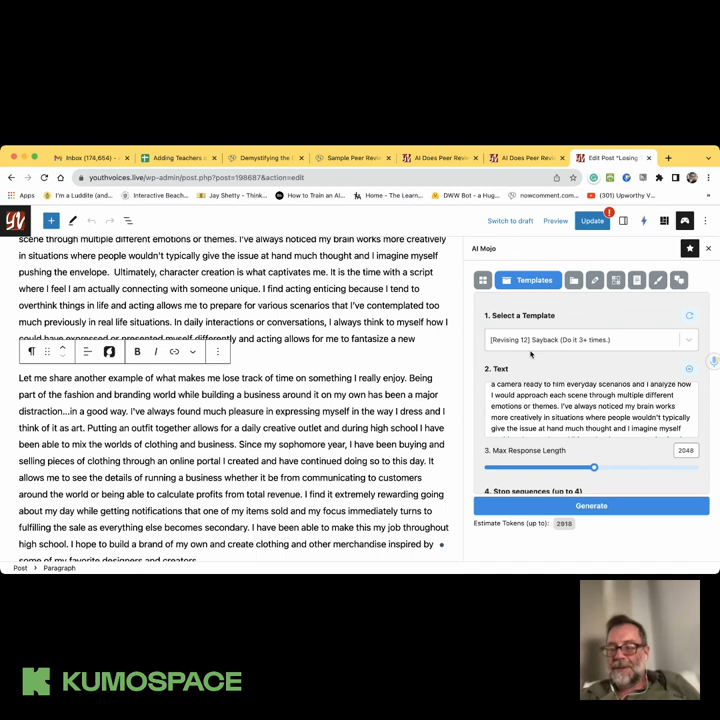 Inbox (174,654) -
Adding Teachers c
Demystifying the
Sample Peer Revie
AI Does Peer Revie
AI Does Peer Revie
Edit Post "Losing
youthvoices.live/wp-admin/post.php?post=198687&action=edit
Apps
I'm a Luddite (and...
Interactive Beach...
Jay Shetty - Think...
How to Train an AI...
Home - The Learn...
DWW Bot - a Hug...
nowcomment.com...
(301) Upworthy V...
Switch to draft
Preview
Update
!
scene through multiple different emotions or themes. I've always noticed my brain works more creatively
in situations where people wouldn't typically give the issue at hand much thought and I imagine myself
pushing the envelope. Ultimately, character creation is what captivates me. It is the time with a script
where I feel I am actually connecting with someone unique. I find acting enticing because I tend to
overthink things in life and acting allows me to prepare for various scenarios that I've contemplated too
much previously in real life situations. In daily interactions or conversations, I always think to myself how I
could have expressed or presented myself differently and acting allows for me to fantasize a new
B I
Let me share another example of what makes me lose track of time on something I really enjoy. Being
part of the fashion and branding world while building a business around it on my own has been a major
distraction...in a good way. I've always found much pleasure in expressing myself in the way I dress and I
think of it as art. Putting an outfit together allows for a daily creative outlet and during high school I have
been able to mix the worlds of clothing and business. Since my sophomore year, I have been buying and
selling pieces of clothing through an online portal I created and have continued doing so to this day. It
allows me to see the details of running a business whether it be from communicating to customers
around the world or being able to calculate profits from total revenue. I find it extremely rewarding going
about my day while getting notifications that one of my items sold and my focus immediately turns to
fulfilling the sale as everything else becomes secondary. I have been able to make this my job throughout
high school. I hope to build a brand of my own and create clothing and other merchandise inspired by
some of my favorite designers and creators.
Post › Paragraph
AI Mojo
Templates
1. Select a Template
[Revising 12] Sayback (Do it 3+ times.)
2. Text
a camera ready to film everyday scenarios and I analyze how
I would approach each scene through multiple different
emotions or themes. I've always noticed my brain works
more creatively in situations where people wouldn't typically
give the issue at hand much thought and I imagine myself
3. Max Response Length
2048
4. Stop sequences (up to 4)
Generate
Estimate Tokens (up to): 2918
KUMOSPACE